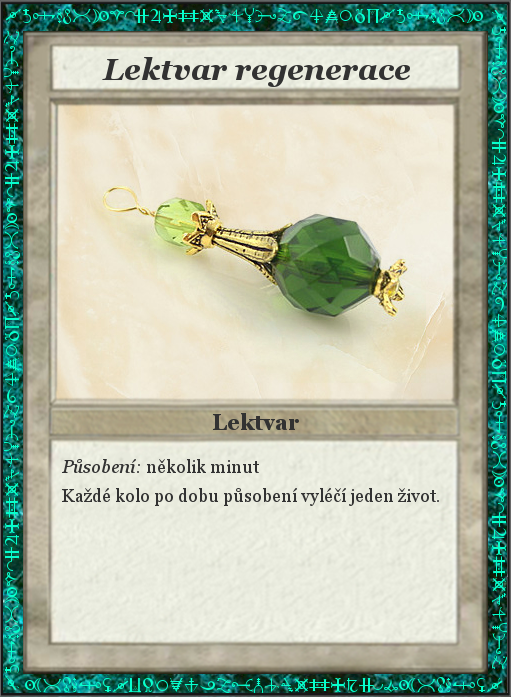 Lektvar regenerace
Lektvar
Působení: několik minut
Každé kolo po dobu působení vyléčí jeden život.